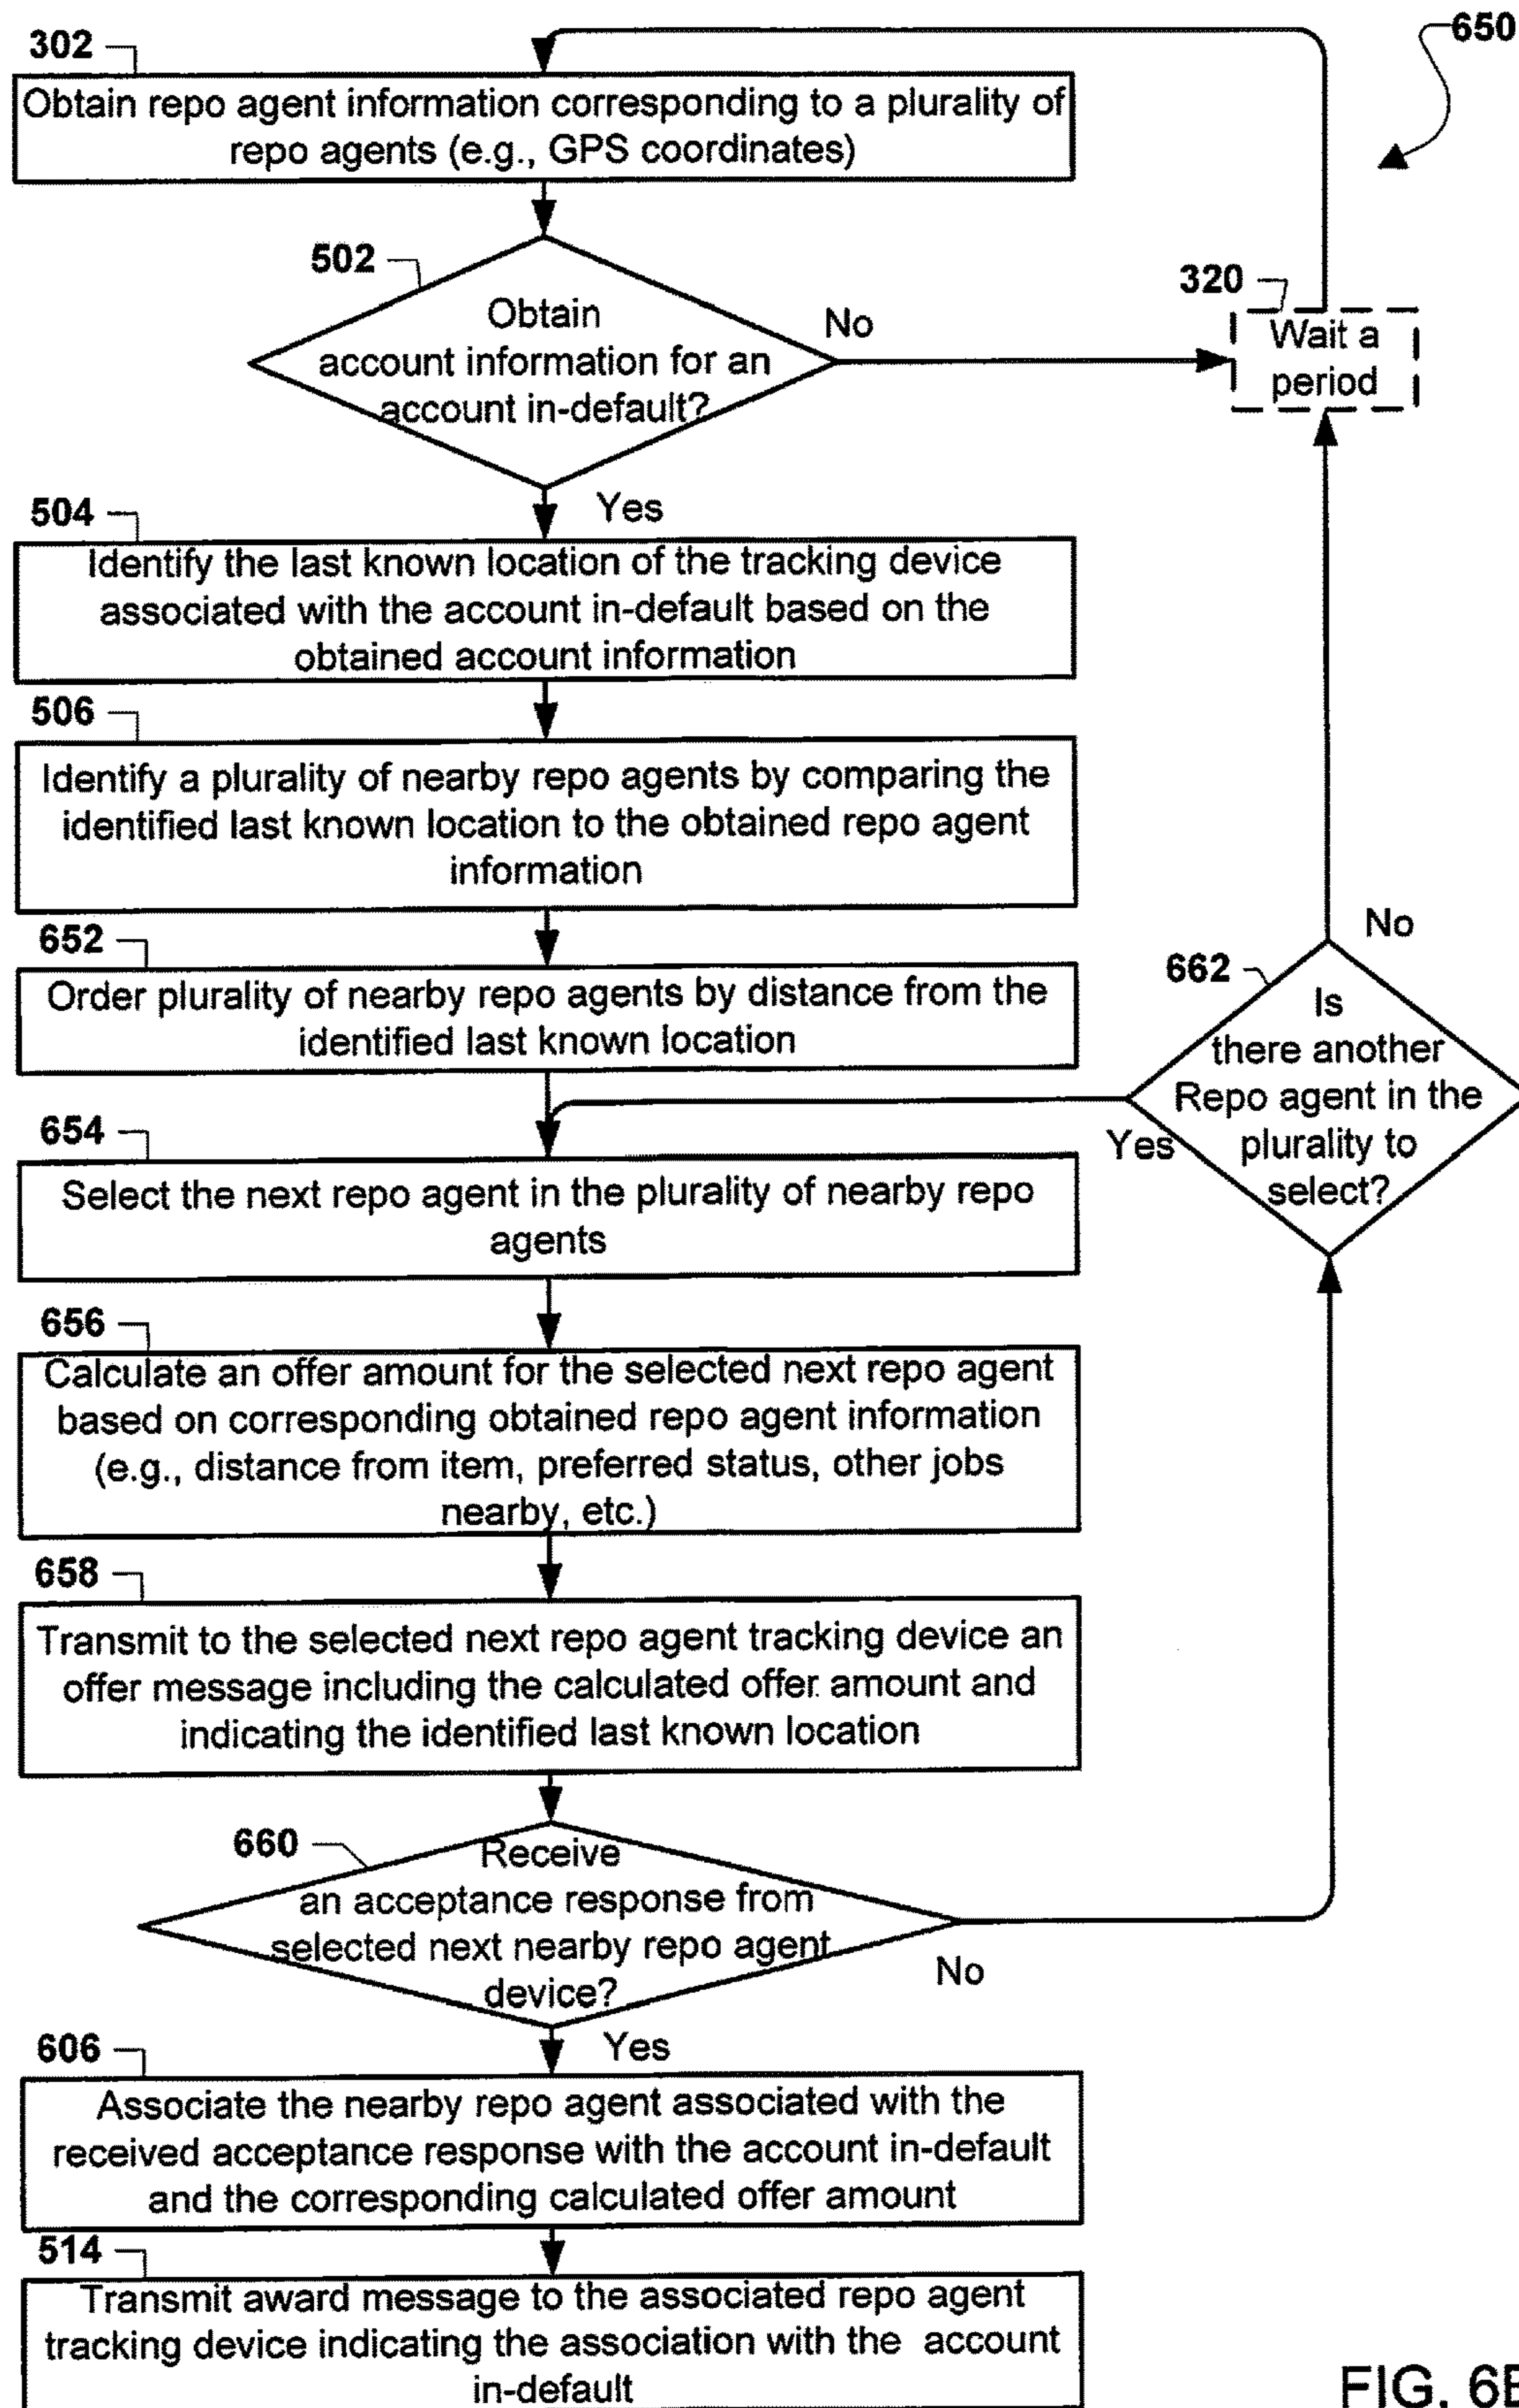 650
302
Obtain repo agent information corresponding to a plurality of
repo agents (e.g., GPS coordinates)
502
Obtain
account information for an
account in-default?
No
320
Wait a
period
Yes
504
Identify the last known location of the tracking device
associated with the account in-default based on the
obtained account information
506
Identify a plurality of nearby repo agents by comparing the
identified last known location to the obtained repo agent
information
652
Order plurality of nearby repo agents by distance from the
identified last known location
No
662
Is
there another
Repo agent in the
plurality to
select?
Yes
654
Select the next repo agent in the plurality of nearby repo
agents
656
Calculate an offer amount for the selected next repo agent
based on corresponding obtained repo agent information
(e.g., distance from item, preferred status, other jobs
nearby, etc.)
658
Transmit to the selected next repo agent tracking device an
offer message including the calculated offer amount and
indicating the identified last known location
660
Receive
an acceptance response from
selected next nearby repo agent
device?
No
Yes
606
Associate the nearby repo agent associated with the
received acceptance response with the account in-default
and the corresponding calculated offer amount
514
Transmit award message to the associated repo agent
tracking device indicating the association with the account
in-default
FIG. 6B